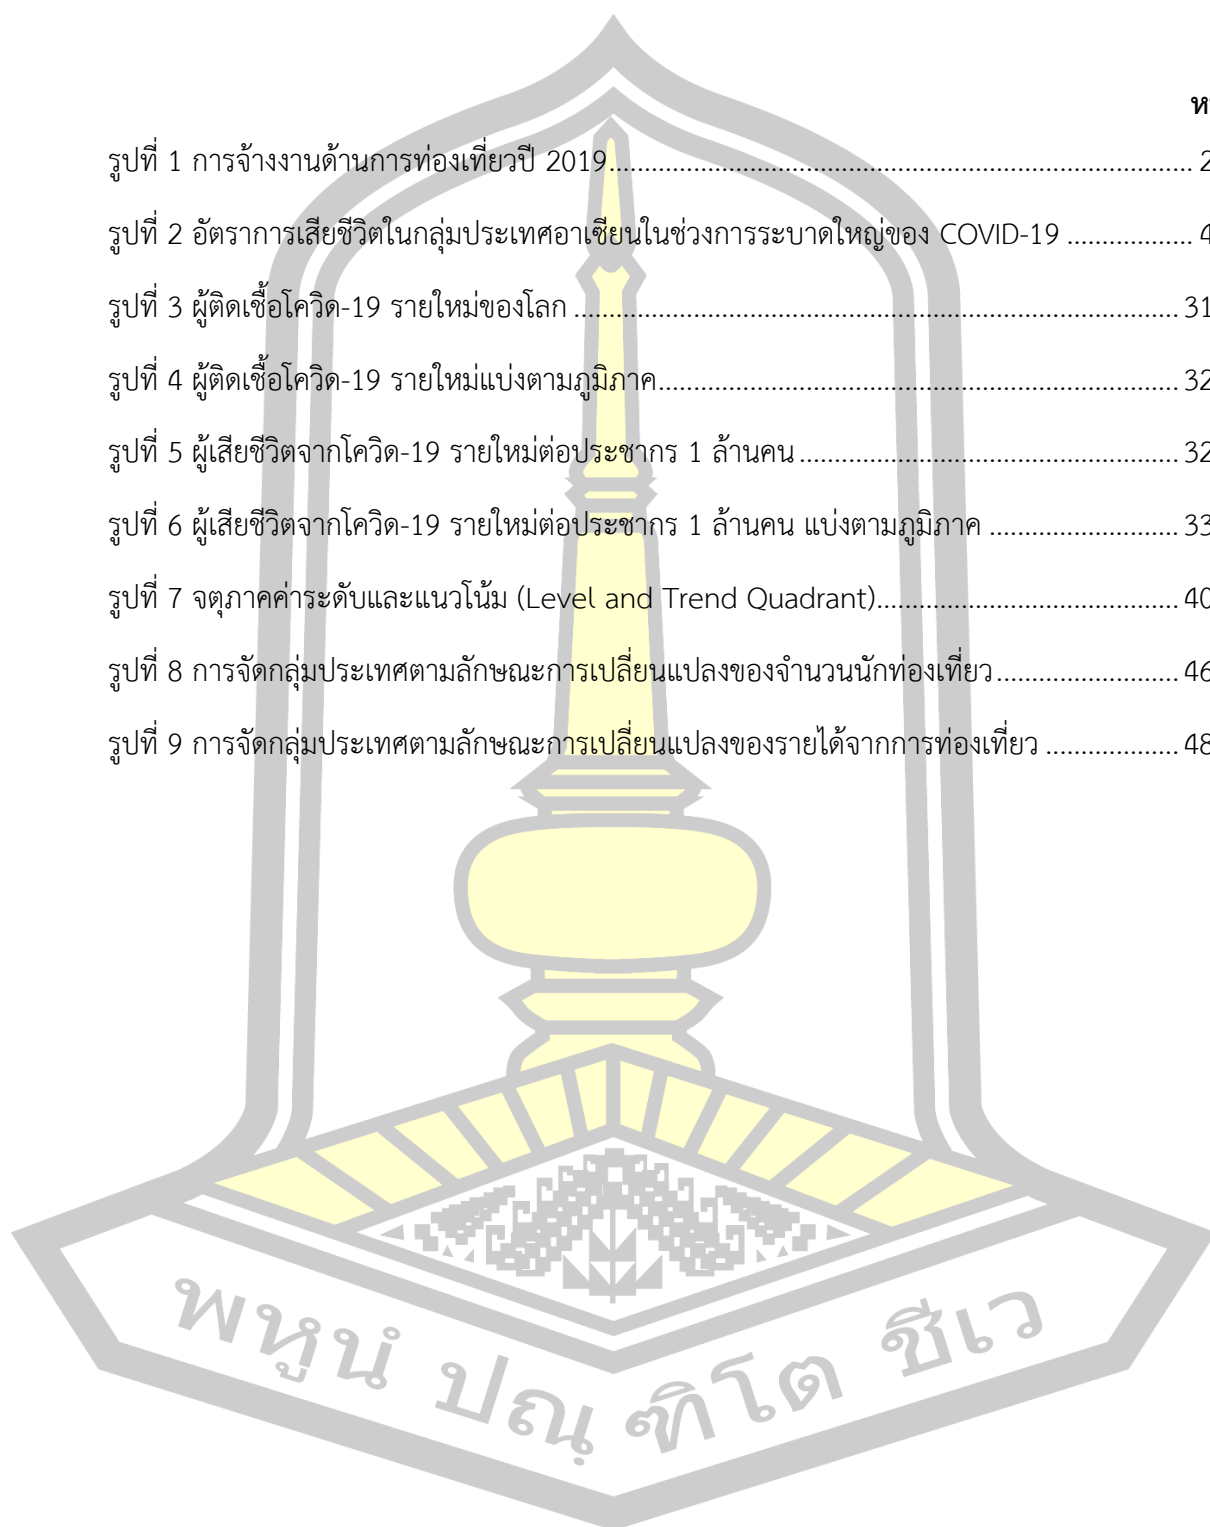 รูปที่ 1 การจ้างงานด้านการท่องเที่ยวปี 2019 2
รูปที่ 2 อัตราการเสียชีวิตในกลุ่มประเทศอาเซียนในช่วงการระบาดใหญ่ของ COVID-19 4
รูปที่ 3 ผู้ติดเชื้อโควิด-19 รายใหม่ของโลก 31
รูปที่ 4 ผู้ติดเชื้อโควิด-19 รายใหม่แบ่งตามภูมิภาค 32
รูปที่ 5 ผู้เสียชีวิตจากโควิด-19 รายใหม่ต่อประชากร 1 ล้านคน 32
รูปที่ 6 ผู้เสียชีวิตจากโควิด-19 รายใหม่ต่อประชากร 1 ล้านคน แบ่งตามภูมิภาค 33
รูปที่ 7 จตุภาคค่าระดับและแนวโน้ม (Level and Trend Quadrant) 40
รูปที่ 8 การจัดกลุ่มประเทศตามลักษณะการเปลี่ยนแปลงของจำนวนนักท่องเที่ยว 46
รูปที่ 9 การจัดกลุ่มประเทศตามลักษณะการเปลี่ยนแปลงของรายได้จากการท่องเที่ยว 48
พหูนํ ปณฺฑิโต ชีเว